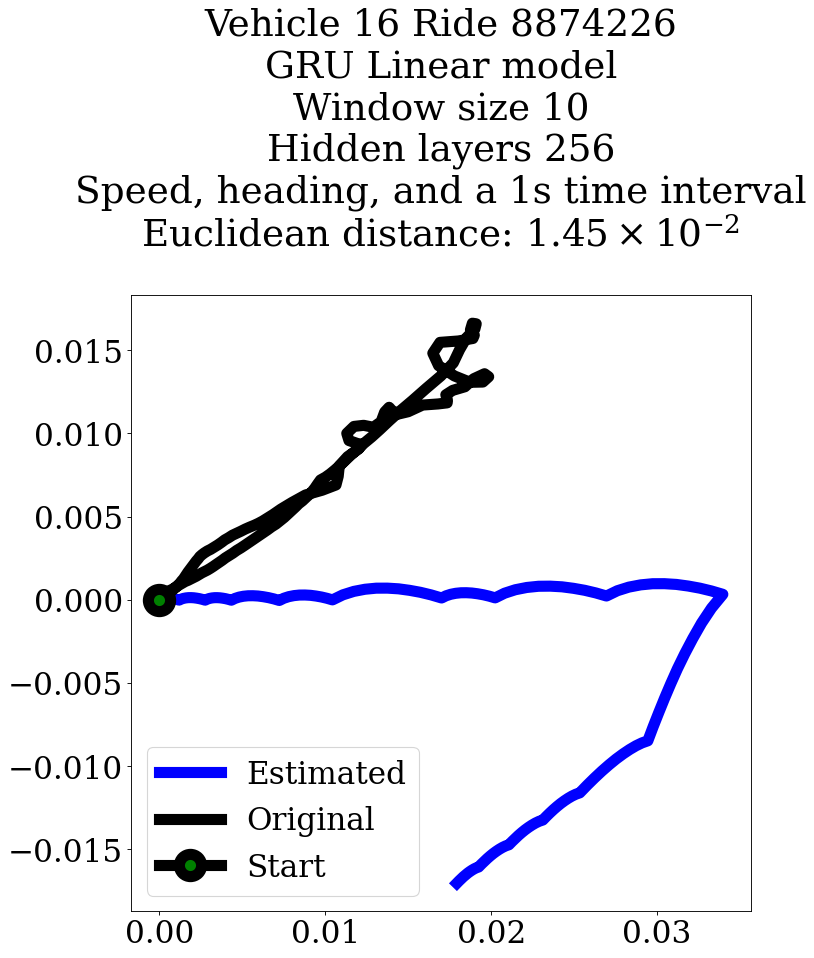 Vehicle 16 Ride 8874226
GRU Linear model
Window size 10
Hidden layers 256
Speed, heading, and a 1s time interval
Euclidean distance: 1.45 × 10⁻²
0.015
0.010
0.005
0.000
−0.005
−0.010
−0.015
Estimated
Original
Start
0.00 0.01 0.02 0.03